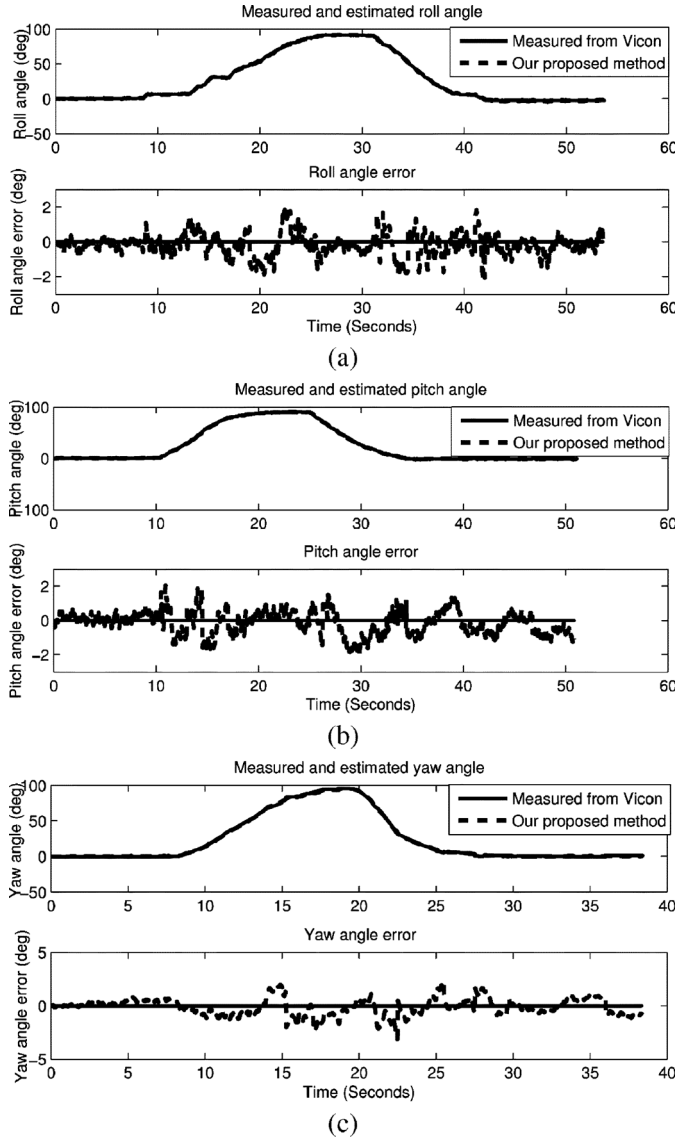 Measured and estimated roll angle
Roll angle (deg)
100
50
0
−50
Measured from Vicon
Our proposed method
0 10 20 30 40 50 60
Roll angle error
Roll angle error (deg)
2
0
−2
0 10 20 30 40 50 60
Time (Seconds)
(a)
Measured and estimated pitch angle
Pitch angle (deg)
100
0
100
Measured from Vicon
Our proposed method
0 10 20 30 40 50 60
Pitch angle error
Pitch angle error (deg)
2
0
−2
0 10 20 30 40 50 60
Time (Seconds)
(b)
Measured and estimated yaw angle
Yaw angle (deg)
100
50
0
−50
Measured from Vicon
Our proposed method
0 5 10 15 20 25 30 35 40
Yaw angle error
Yaw angle error (deg)
5
0
−5
0 5 10 15 20 25 30 35 40
Time (Seconds)
(c)